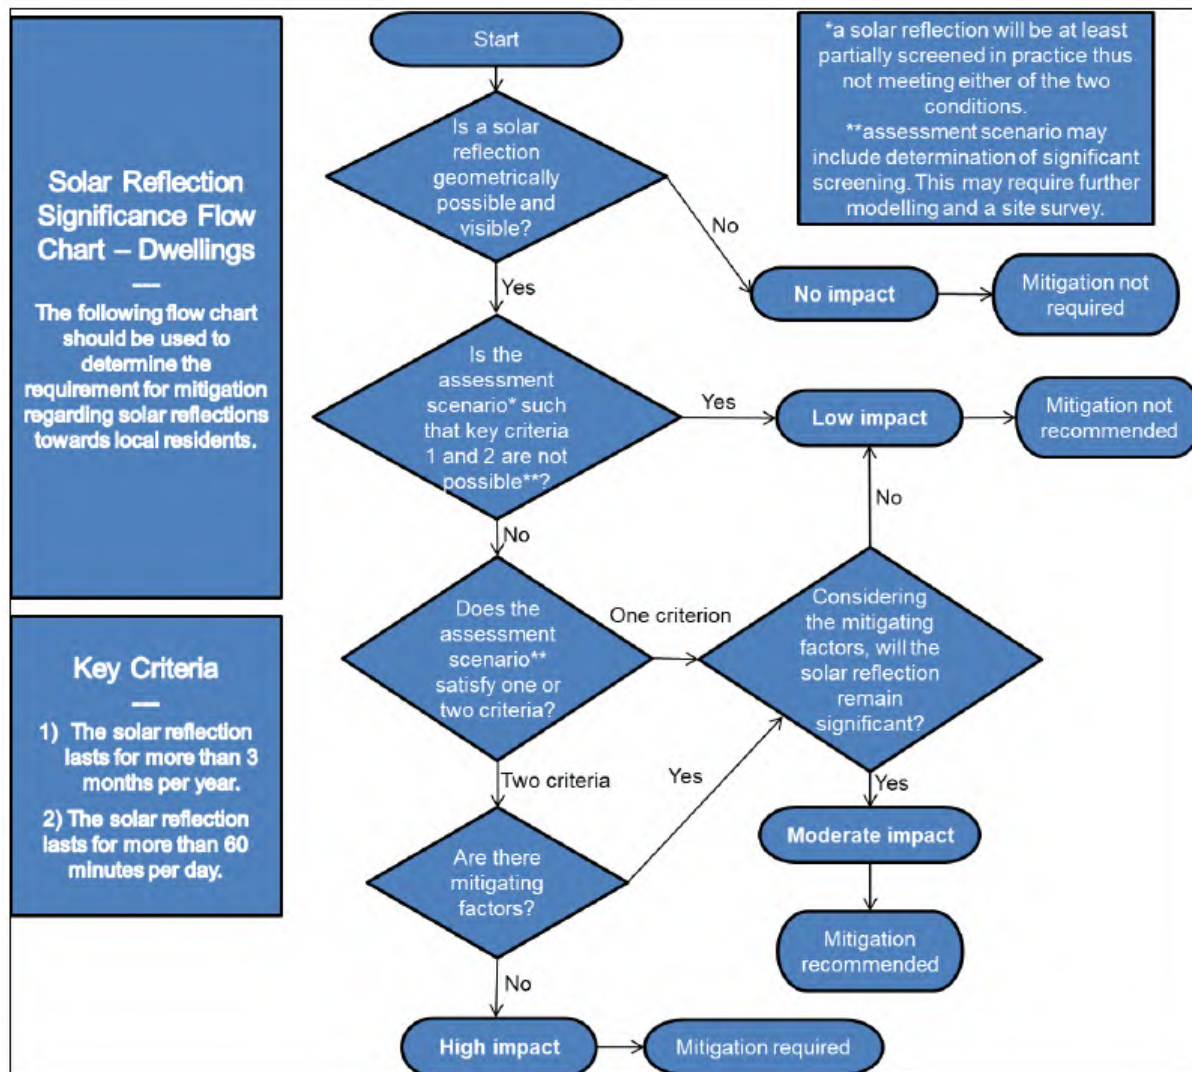 Solar Reflection
Significance Flow
Chart – Dwellings
The following flow chart
should be used to
determine the
requirement for mitigation
regarding solar reflections
towards local residents.
Key Criteria
1) The solar reflection
lasts for more than 3
months per year.
2) The solar reflection
lasts for more than 60
minutes per day.
Start
*a solar reflection will be at least
partially screened in practice thus
not meeting either of the two
conditions.
**assessment scenario may
include determination of significant
screening. This may require further
modelling and a site survey.
Is a solar
reflection
geometrically
possible and
visible?
No
No impact
Mitigation not
required
Yes
Is the
assessment
scenario* such
that key criteria
1 and 2 are not
possible**?
Yes
Low impact
Mitigation not
recommended
No
Does the
assessment
scenario**
satisfy one or
two criteria?
One criterion
Considering
the mitigating
factors, will the
solar reflection
remain
significant?
No
Yes
Moderate impact
Mitigation
recommended
Two criteria
Are there
mitigating
factors?
Yes
No
High impact
Mitigation required